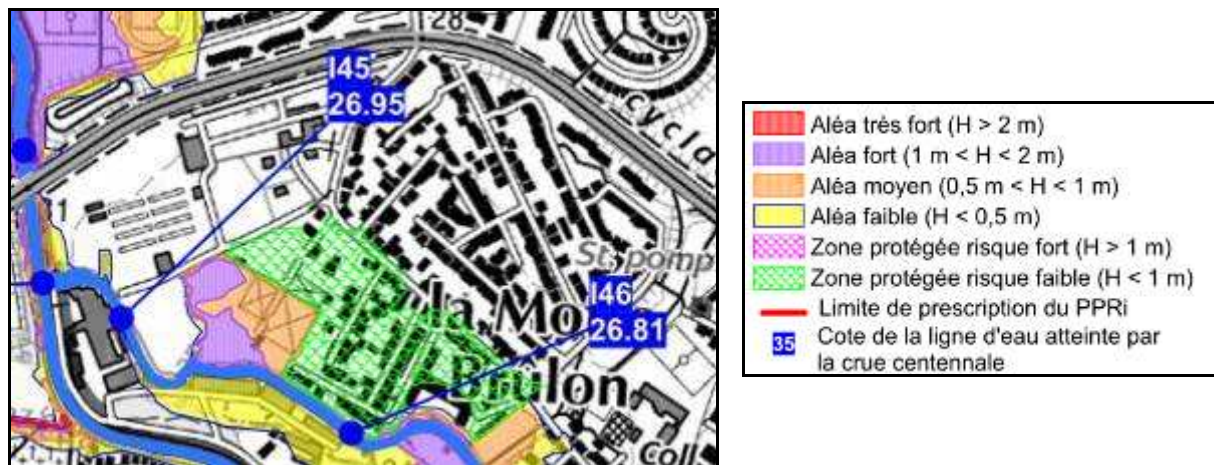 28
I45
26.95
cycla
St. pomp
la Mo
I46
26.81
Brulon
Coll
Aléa très fort (H > 2 m)
Aléa fort (1 m < H < 2 m)
Aléa moyen (0,5 m < H < 1 m)
Aléa faible (H < 0,5 m)
Zone protégée risque fort (H > 1 m)
Zone protégée risque faible (H < 1 m)
Limite de prescription du PPRi
35 Cote de la ligne d'eau atteinte par
la crue centennale